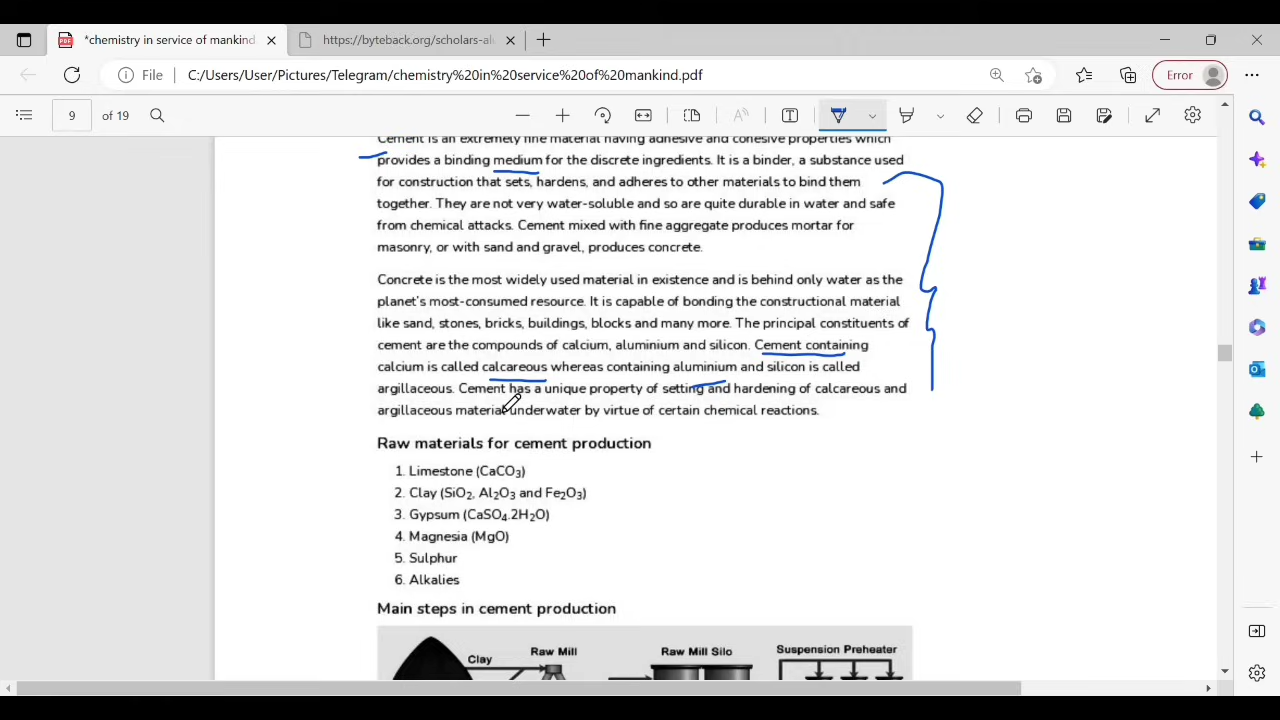 *chemistry in service of mankind
https://byteback.org/scholars-al
File
C:/Users/User/Pictures/Telegram/chemistry%20in%20service%20of%20mankind.pdf
Error
9 of 19
Cement is an extremely fine material having adhesive and cohesive properties which
provides a binding medium for the discrete ingredients. It is a binder, a substance used
for construction that sets, hardens, and adheres to other materials to bind them
together. They are not very water-soluble and so are quite durable in water and safe
from chemical attacks. Cement mixed with fine aggregate produces mortar for
masonry, or with sand and gravel, produces concrete.
Concrete is the most widely used material in existence and is behind only water as the
planet's most-consumed resource. It is capable of bonding the constructional material
like sand, stones, bricks, buildings, blocks and many more. The principal constituents of
cement are the compounds of calcium, aluminium and silicon. Cement containing
calcium is called calcareous whereas containing aluminium and silicon is called
argillaceous. Cement has a unique property of setting and hardening of calcareous and
argillaceous material underwater by virtue of certain chemical reactions.
Raw materials for cement production
1. Limestone (CaCO₃)
2. Clay (SiO₂, Al₂O₃ and Fe₂O₃)
3. Gypsum (CaSO₄.2H₂O)
4. Magnesia (MgO)
5. Sulphur
6. Alkalies
Main steps in cement production
Clay
Raw Mill
Raw Mill Silo
Suspension Preheater